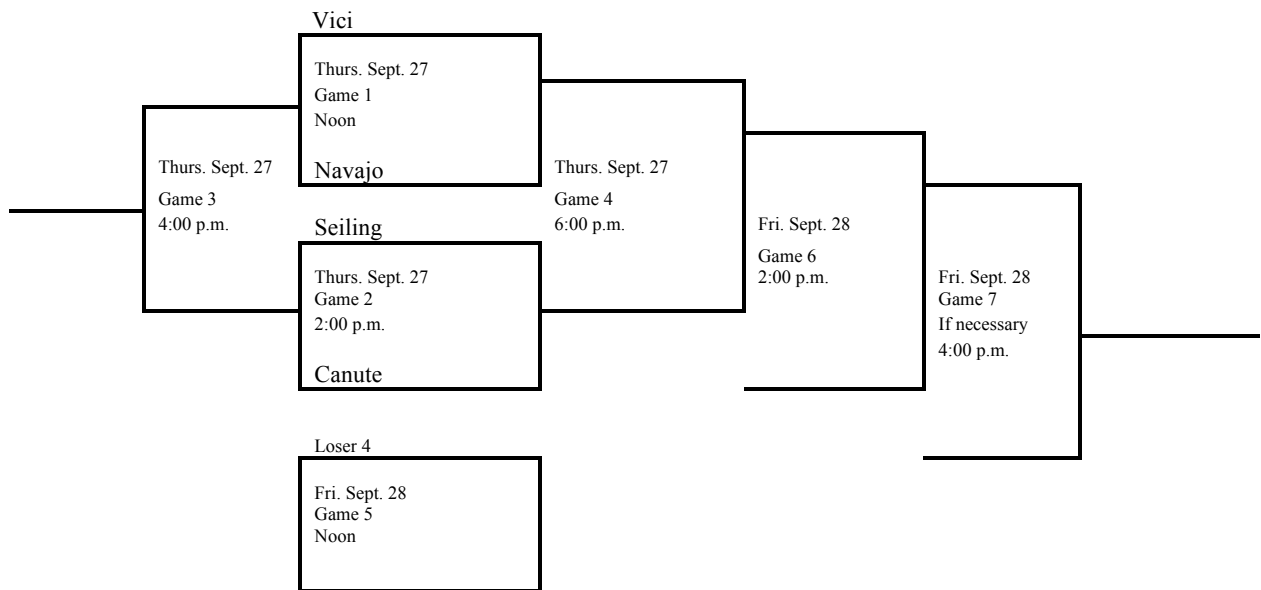 Vici
Thurs. Sept. 27
Game 1
Noon
Navajo
Thurs. Sept. 27
Game 3
4:00 p.m.
Thurs. Sept. 27
Game 4
6:00 p.m.
Seiling
Thurs. Sept. 27
Game 2
2:00 p.m.
Canute
Fri. Sept. 28
Game 6
2:00 p.m.
Fri. Sept. 28
Game 7
If necessary
4:00 p.m.
Loser 4
Fri. Sept. 28
Game 5
Noon